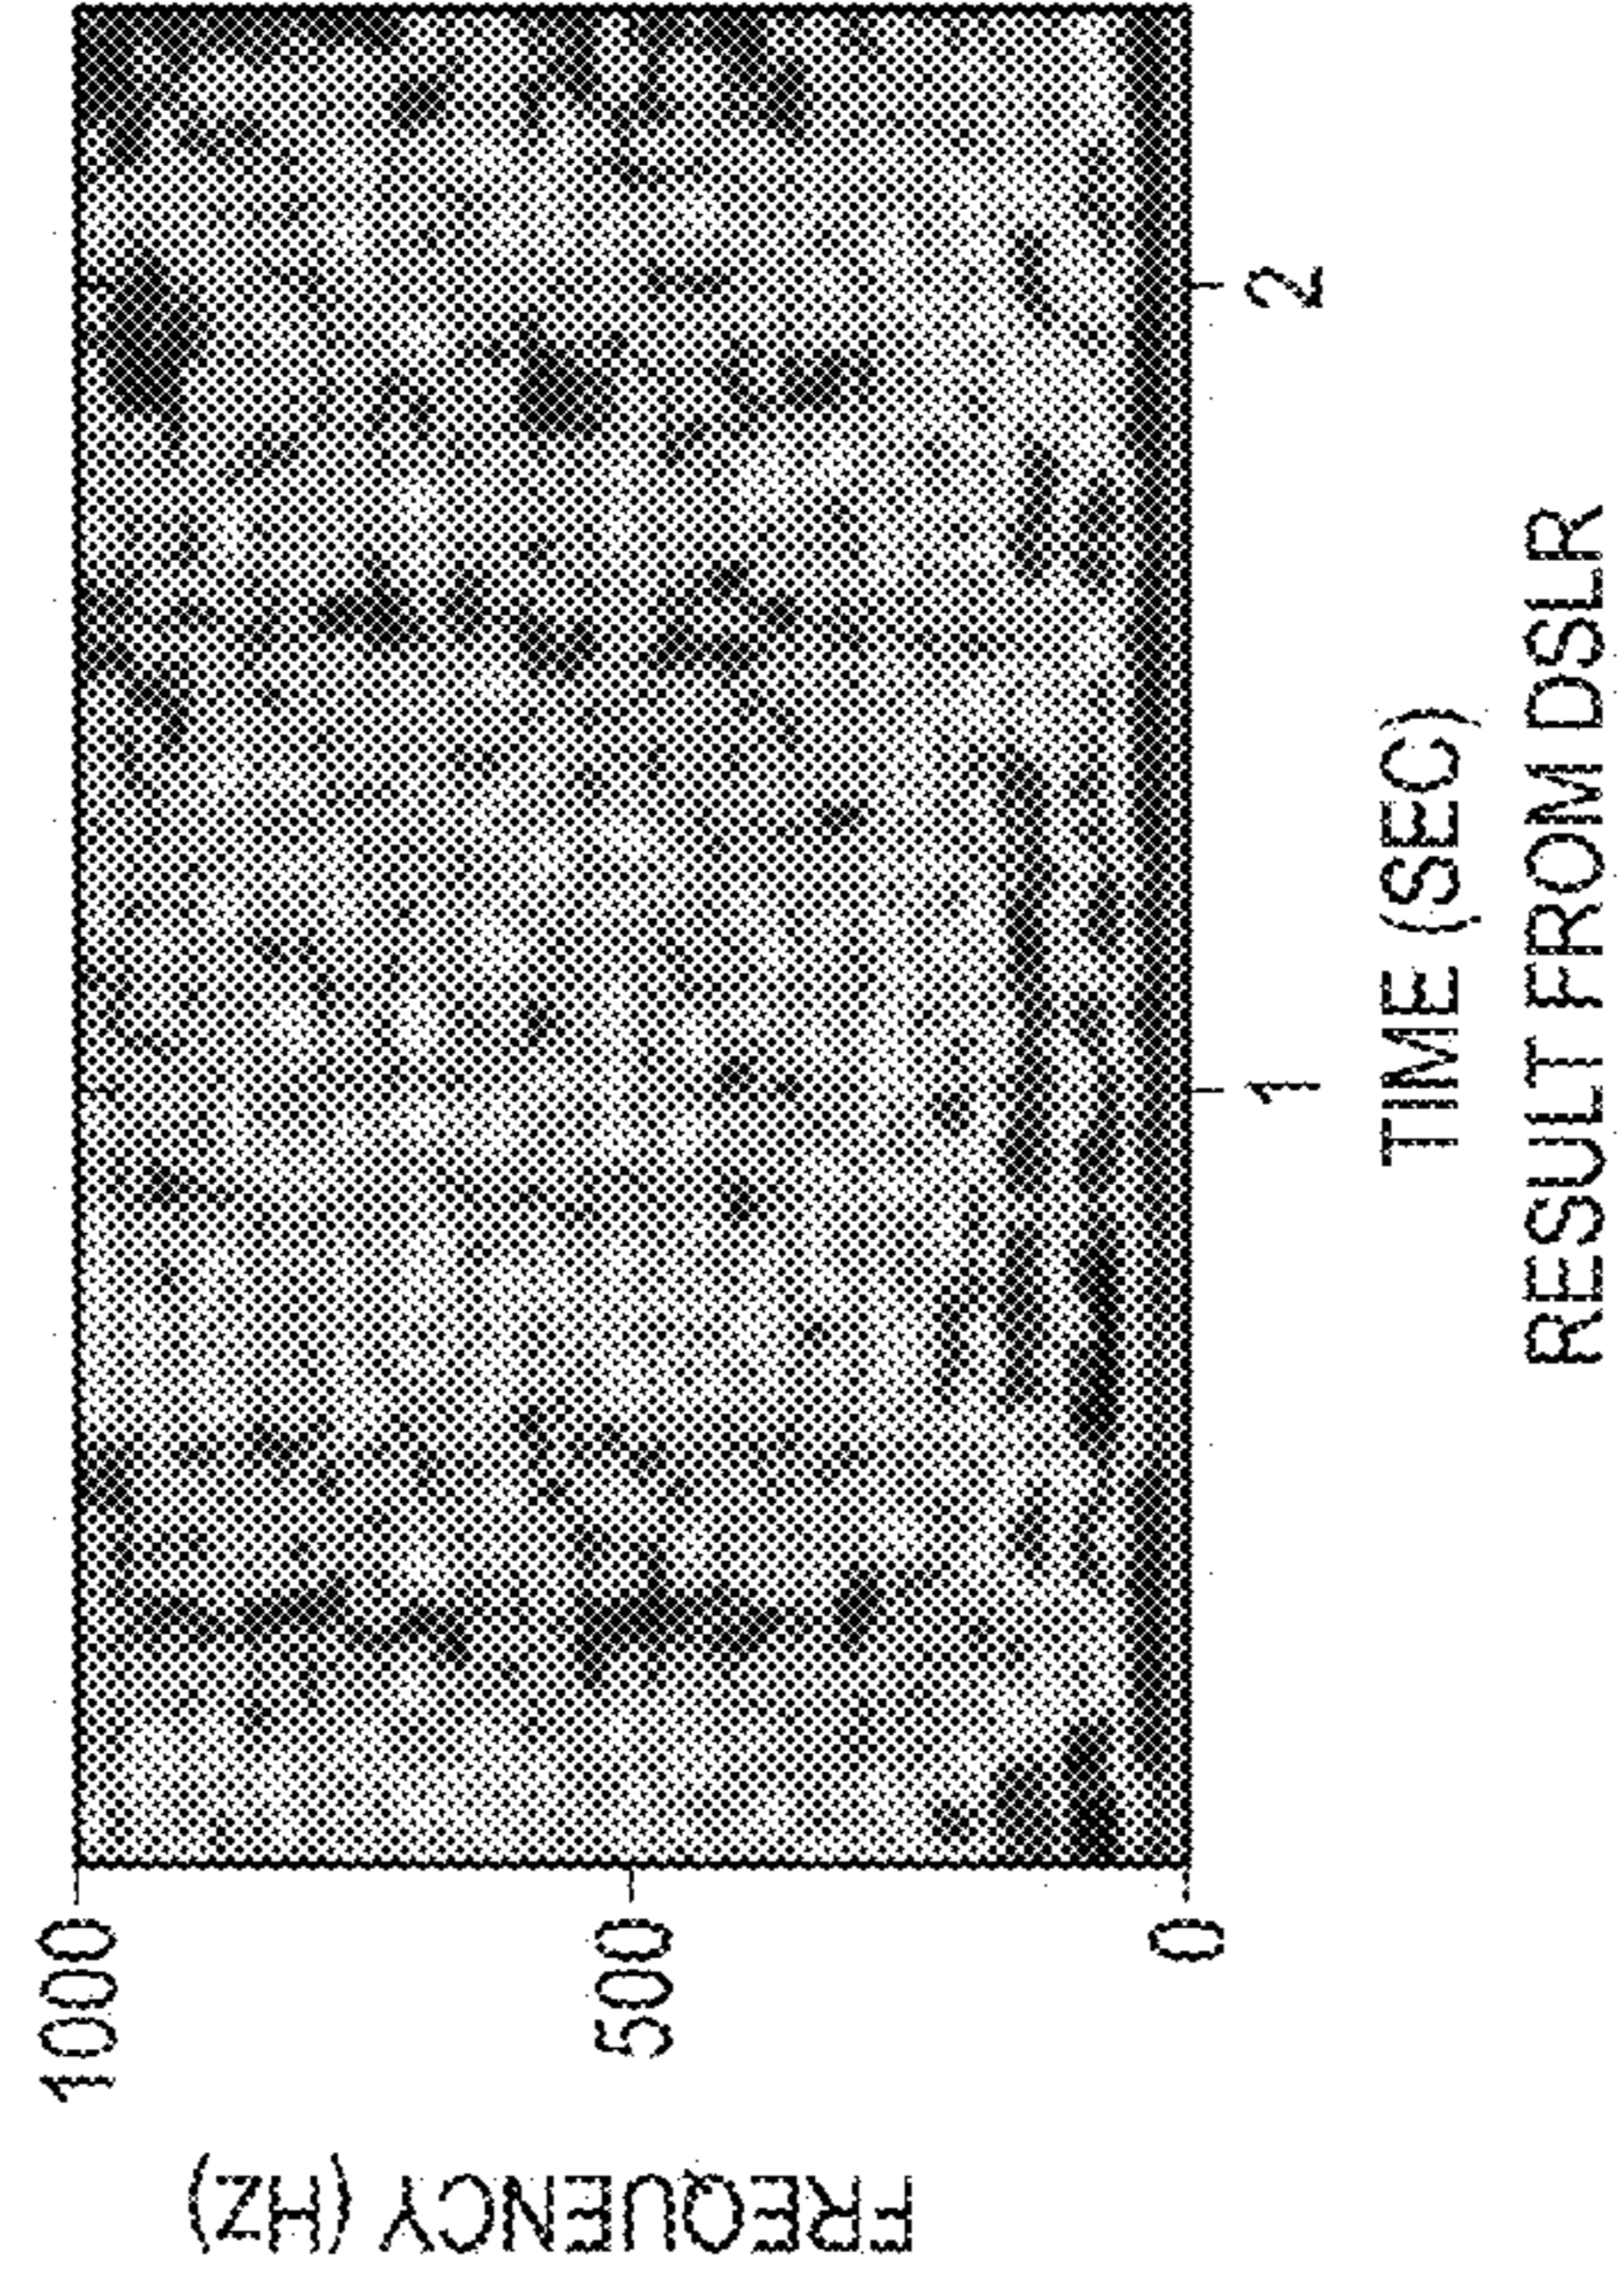 FREQUENCY (HZ)
1000
500
0
1
2
TIME (SEC)
RESULT FROM DSLR